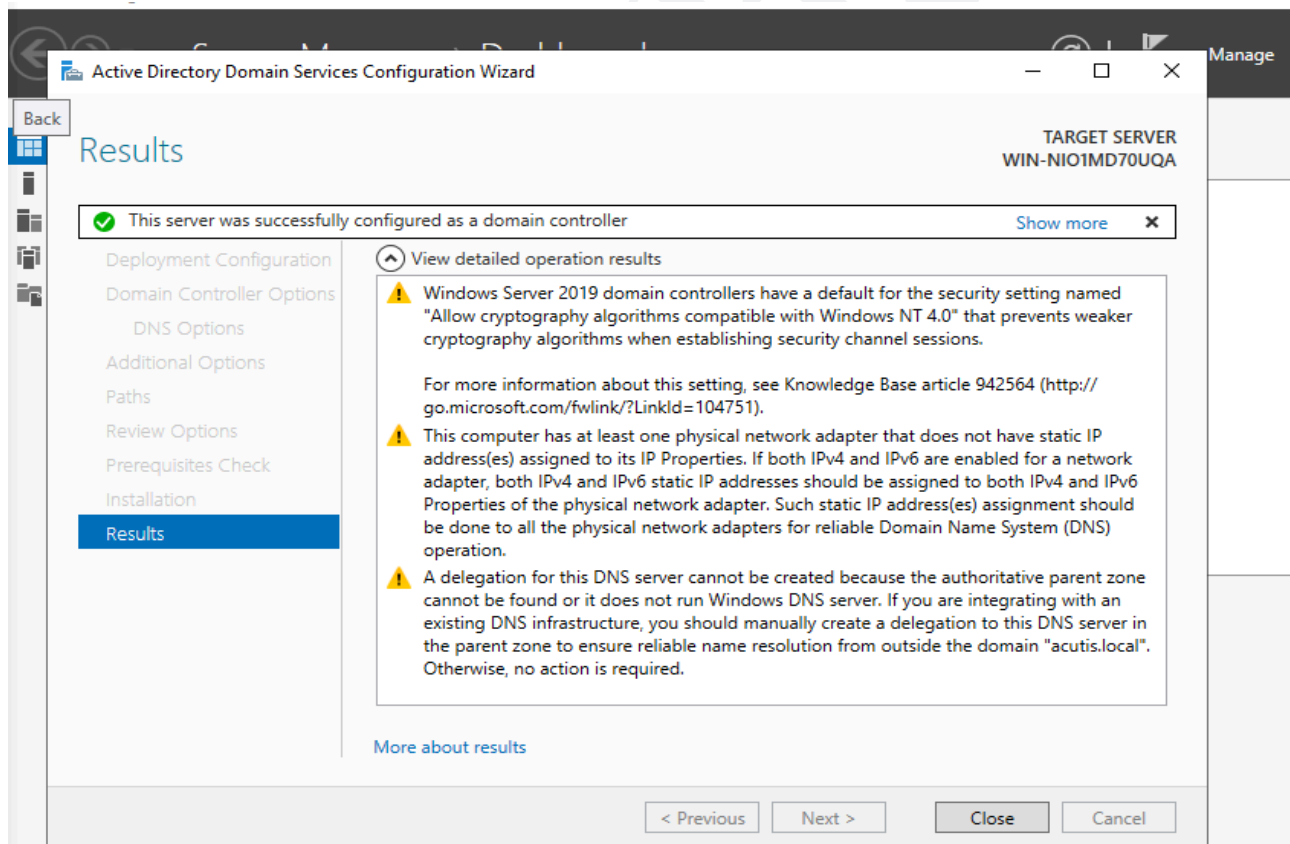 Manage
Active Directory Domain Services Configuration Wizard
Back
Results
TARGET SERVER
WIN-NIO1MD70UQA
This server was successfully configured as a domain controller
Show more
Deployment Configuration
Domain Controller Options
DNS Options
Additional Options
Paths
Review Options
Prerequisites Check
Installation
Results
View detailed operation results
Windows Server 2019 domain controllers have a default for the security setting named
"Allow cryptography algorithms compatible with Windows NT 4.0" that prevents weaker
cryptography algorithms when establishing security channel sessions.
For more information about this setting, see Knowledge Base article 942564 (http://
go.microsoft.com/fwlink/?LinkId=104751).
This computer has at least one physical network adapter that does not have static IP
address(es) assigned to its IP Properties. If both IPv4 and IPv6 are enabled for a network
adapter, both IPv4 and IPv6 static IP addresses should be assigned to both IPv4 and IPv6
Properties of the physical network adapter. Such static IP address(es) assignment should
be done to all the physical network adapters for reliable Domain Name System (DNS)
operation.
A delegation for this DNS server cannot be created because the authoritative parent zone
cannot be found or it does not run Windows DNS server. If you are integrating with an
existing DNS infrastructure, you should manually create a delegation to this DNS server in
the parent zone to ensure reliable name resolution from outside the domain "acutis.local".
Otherwise, no action is required.
More about results
< Previous
Next >
Close
Cancel